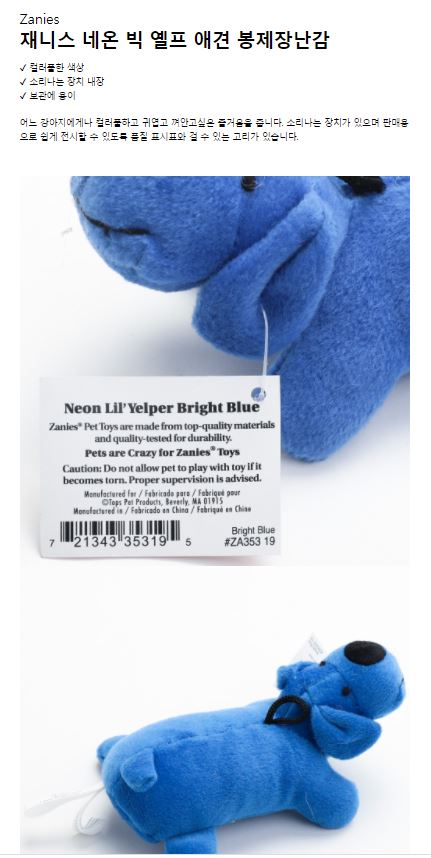 Zanies
재니스 네온 빅 옐프 애견 봉제장난감
✓ 컬러풀한 색상
✓ 소리나는 장치 내장
✓ 보관에 용이
어느 강아지에게나 컬러풀하고 귀엽고 껴안고싶은 즐거움을 줍니다. 소리나는 장치가 있으며 판매용
으로 쉽게 전시할 수 있도록 품질 표시표와 걸 수 있는 고리가 있습니다.
Neon Lil' Yelper Bright Blue
Zanies® Pet Toys are made from top-quality materials
and quality-tested for durability.
Pets are Crazy for Zanies® Toys
Caution: Do not allow pet to play with toy if it
becomes torn. Proper supervision is advised.
Manufactured for / Fabricado para / Fabriqué pour
©Tops Pet Products, Beverly, MA 01915
Manufactured in / Fabricado en China / Fabriqué en Chine
Bright Blue
7 21343 35319 5 #ZA353 19